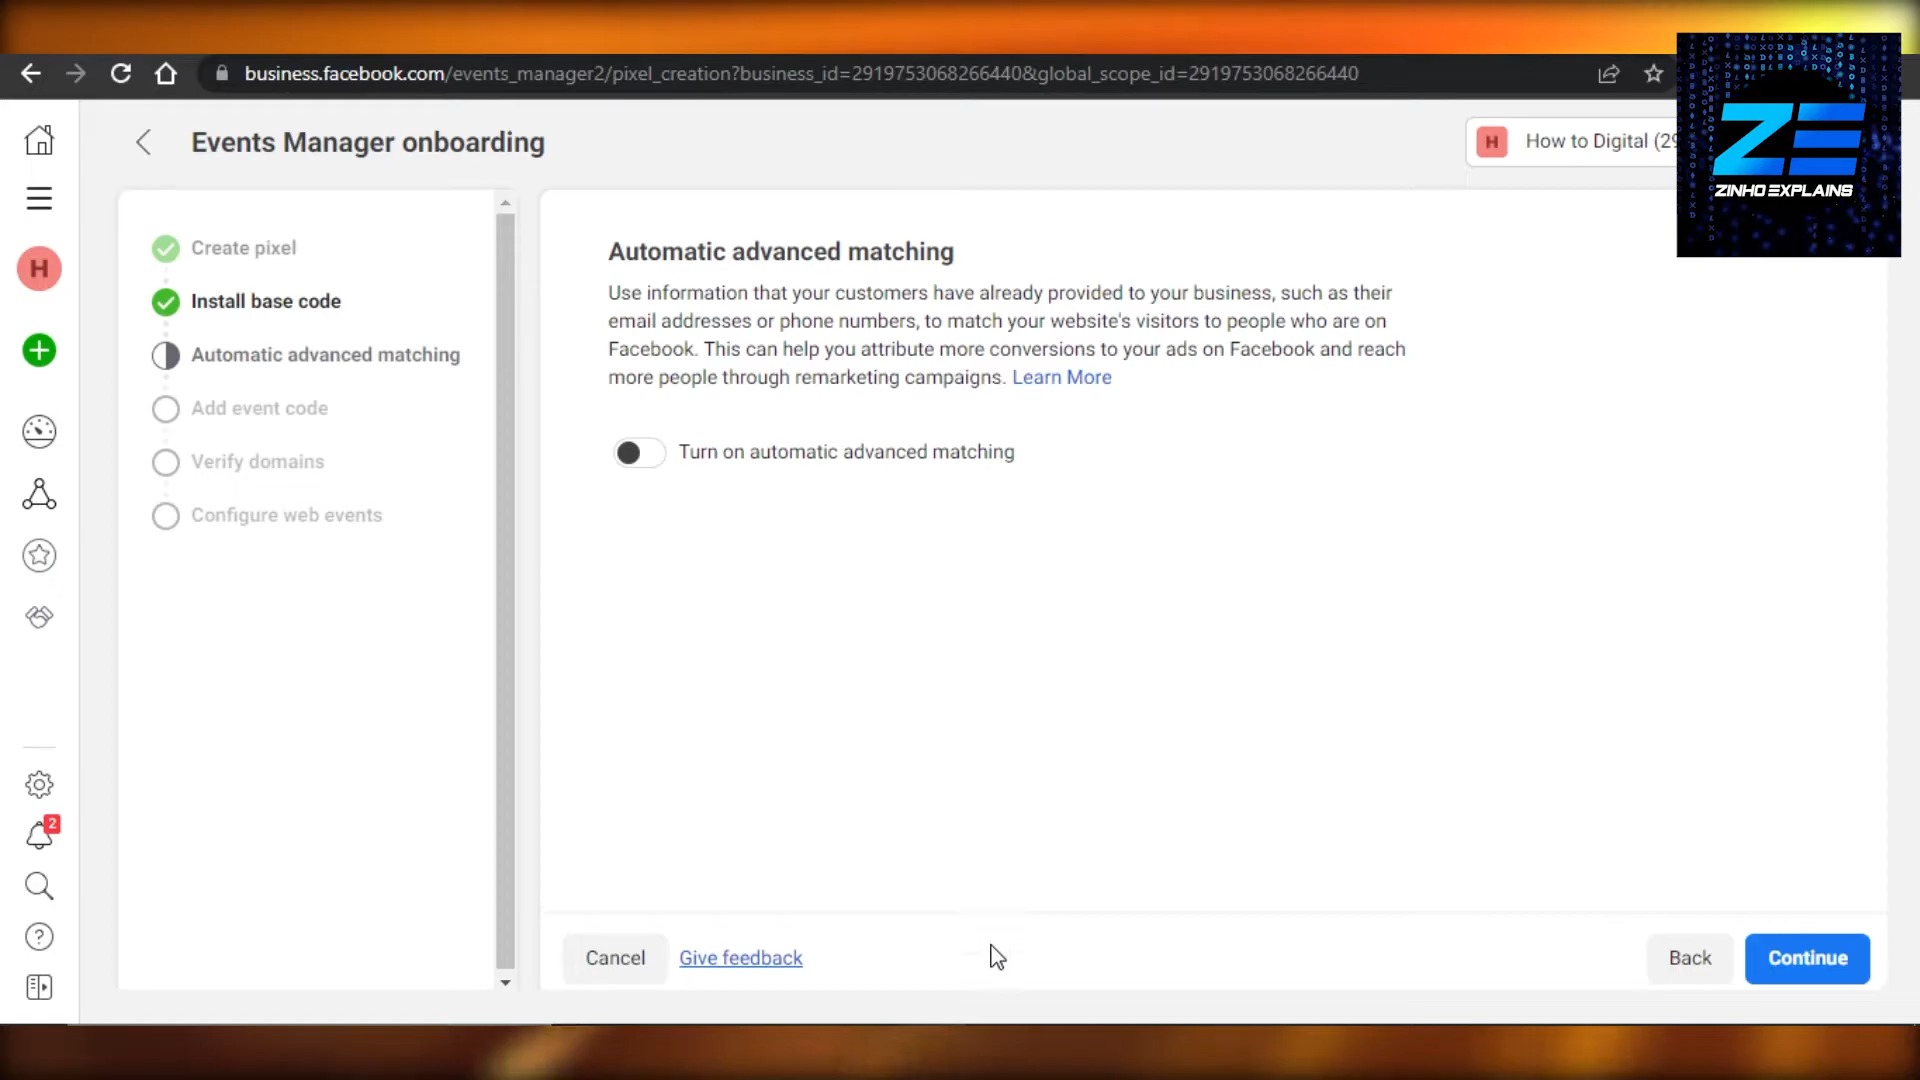 business.facebook.com/events_manager2/pixel_creation?business_id=2919753068266440&global_scope_id=2919753068266440
ZE
ZINHO EXPLAINS
Events Manager onboarding
H How to Digital (29
H
Create pixel
Install base code
Automatic advanced matching
Add event code
Verify domains
Configure web events
Automatic advanced matching
Use information that your customers have already provided to your business, such as their
email addresses or phone numbers, to match your website's visitors to people who are on
Facebook. This can help you attribute more conversions to your ads on Facebook and reach
more people through remarketing campaigns. Learn More
Turn on automatic advanced matching
2
Cancel Give feedback
Back Continue